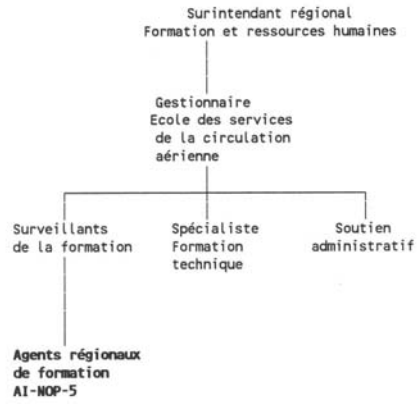 Surintendant régional
Formation et ressources humaines
Gestionnaire
Ecole des services
de la circulation
aérienne
Surveillants
de la formation
Spécialiste
Formation
technique
Soutien
administratif
Agents régionaux
de formation
AI-NOP-5